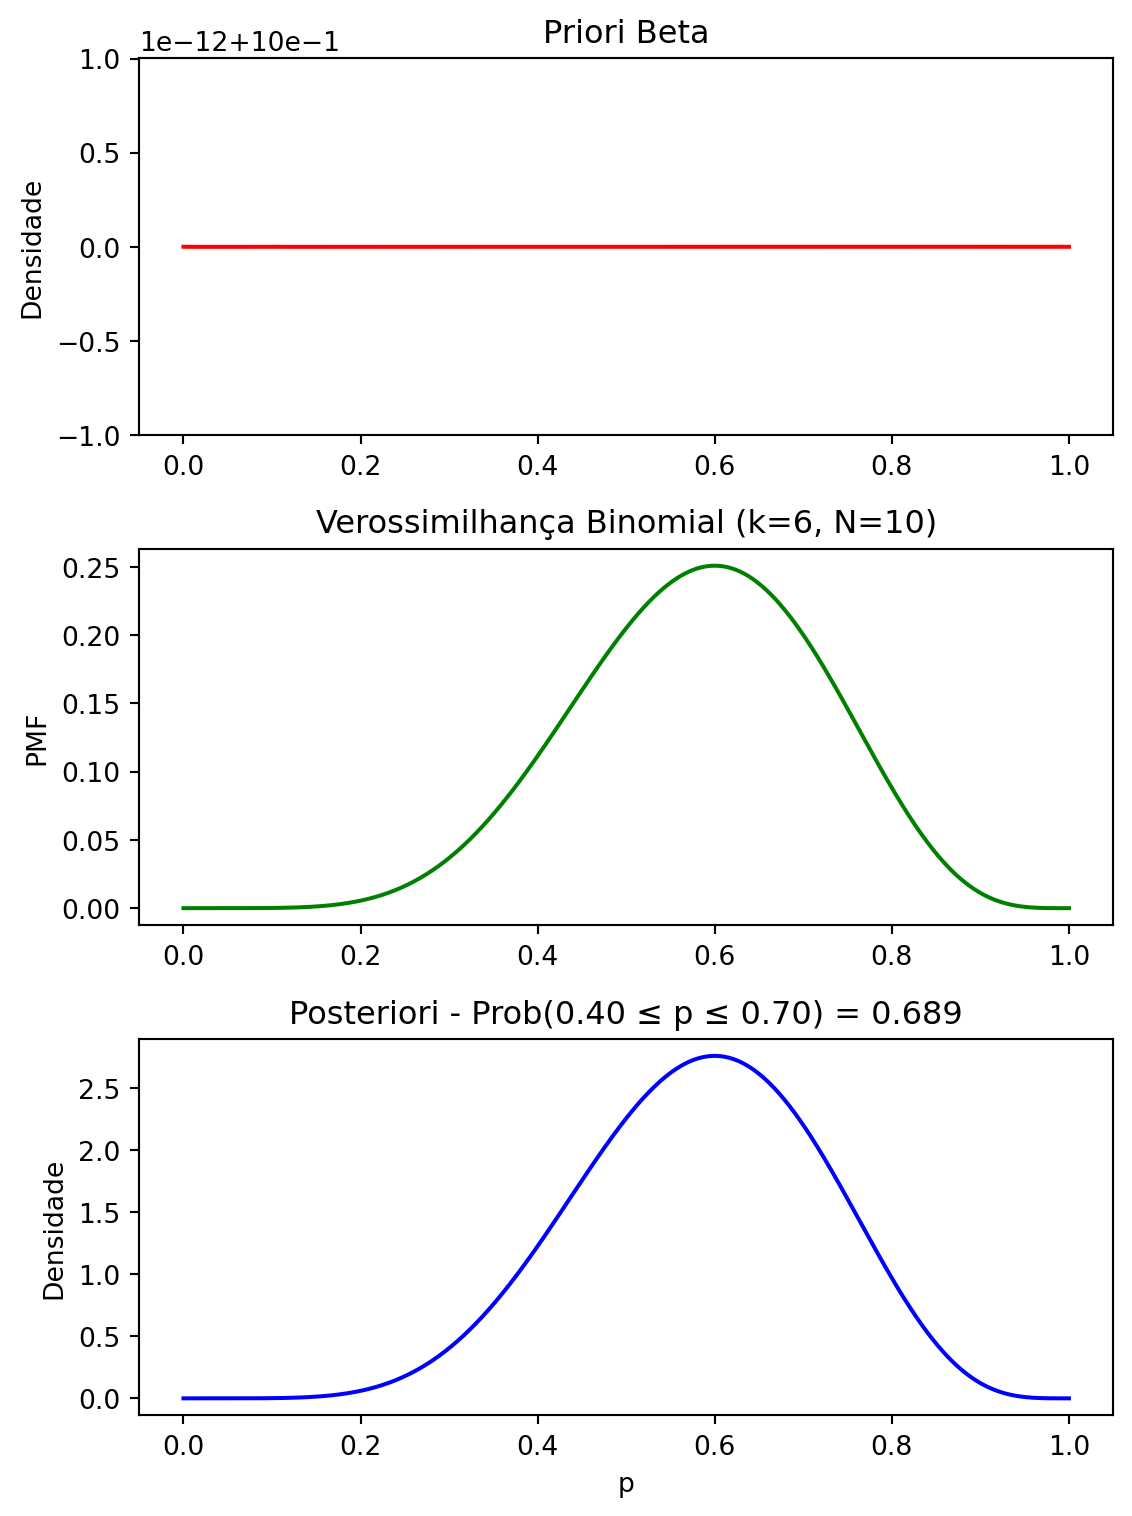 Priori Beta
1e−12+10e−1
1.0
0.5
0.0
−0.5
−1.0
Densidade
0.0 0.2 0.4 0.6 0.8 1.0
Verossimilhança Binomial (k=6, N=10)
0.25
0.20
0.15
0.10
0.05
0.00
PMF
0.0 0.2 0.4 0.6 0.8 1.0
Posteriori - Prob(0.40 ≤ p ≤ 0.70) = 0.689
2.5
2.0
1.5
1.0
0.5
0.0
Densidade
0.0 0.2 0.4 0.6 0.8 1.0
p